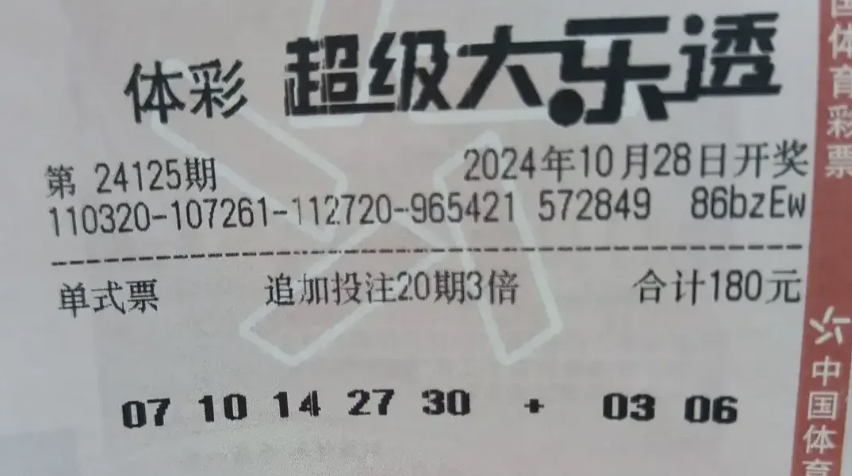 体彩 超级大乐透
第 24125期 2024年10月28日开奖
110320-107261-112720-965421 572849 86bzEw
单式票 追加投注20期3倍 合计180元
07 10 14 27 30 + 03 06
国体育彩票
中国体育